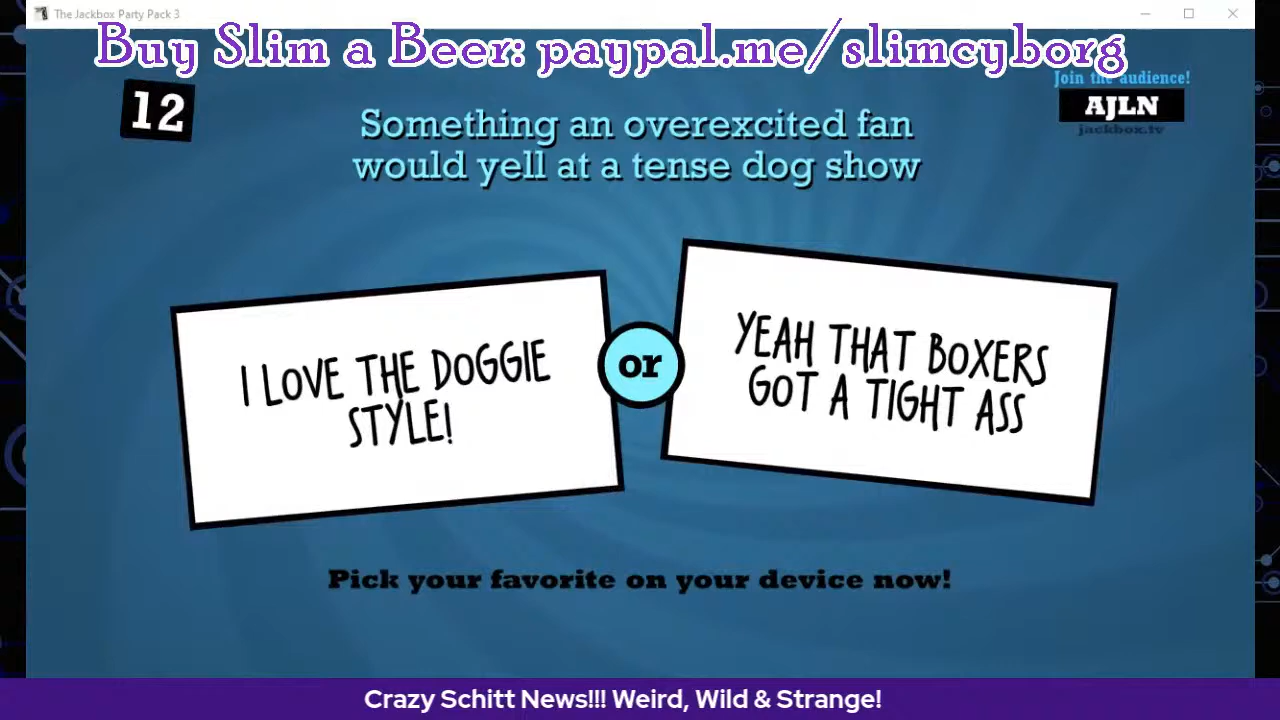 The Jackbox Party Pack 3
Buy Slim a Beer: paypal.me/slimcyborg
Join the audience!
12
AJLN
jackbox.tv
Something an overexcited fan
would yell at a tense dog show
I LOVE THE DOGGIE
STYLE!
or
YEAH THAT BOXERS
GOT A TIGHT ASS
Pick your favorite on your device now!
Crazy Schitt News!!! Weird, Wild & Strange!